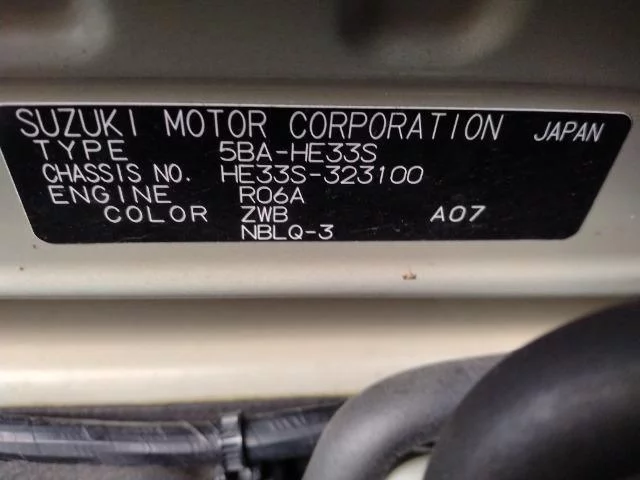 SUZUKI MOTOR CORPORATION JAPAN
TYPE 5BA-HE33S
CHASSIS NO. HE33S-323100
ENGINE R06A
COLOR ZWB A07
NBLQ-3